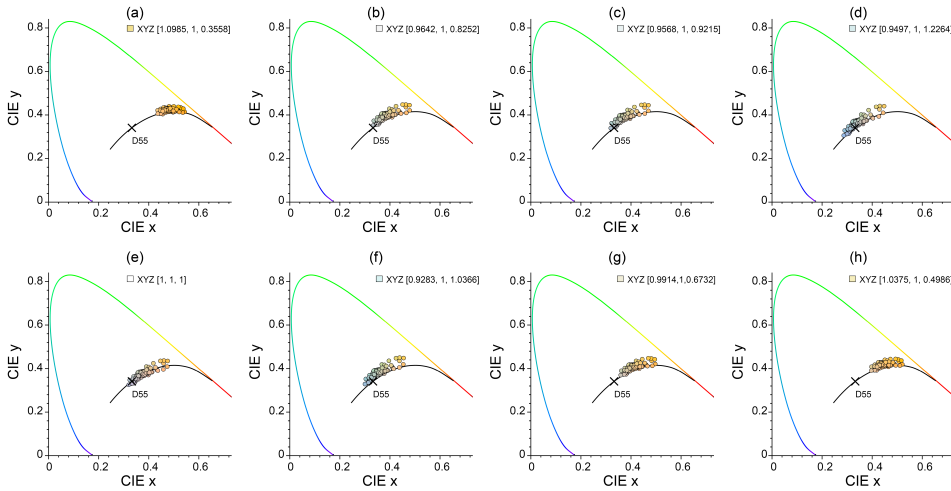 (a)
XYZ [1.0985, 1, 0.3558]
0.8
0.6
0.4
0.2
0
CIE y
D55
0
0.2
0.4
0.6
CIE x
(b)
XYZ [0.9642, 1, 0.8252]
0.8
0.6
0.4
0.2
0
CIE y
D55
0
0.2
0.4
0.6
CIE x
(c)
XYZ [0.9568, 1, 0.9215]
0.8
0.6
0.4
0.2
0
CIE y
D55
0
0.2
0.4
0.6
CIE x
(d)
XYZ [0.9497, 1, 1.2264]
0.8
0.6
0.4
0.2
0
CIE y
D55
0
0.2
0.4
0.6
CIE x
(e)
XYZ [1, 1, 1]
0.8
0.6
0.4
0.2
0
CIE y
D55
0
0.2
0.4
0.6
CIE x
(f)
XYZ [0.9283, 1, 1.0366]
0.8
0.6
0.4
0.2
0
CIE y
D55
0
0.2
0.4
0.6
CIE x
(g)
XYZ [0.9914,1,0.6732]
0.8
0.6
0.4
0.2
0
CIE y
D55
0
0.2
0.4
0.6
CIE x
(h)
XYZ [1.0375, 1, 0.4986]
0.8
0.6
0.4
0.2
0
CIE y
D55
0
0.2
0.4
0.6
CIE x